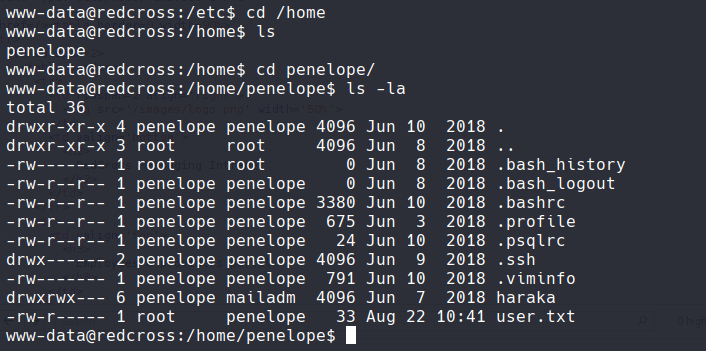 www-data@redcross:/etc$ cd /home
www-data@redcross:/home$ ls
penelope
www-data@redcross:/home$ cd penelope/
www-data@redcross:/home/penelope$ ls -la
total 36
drwxr-xr-x 4 penelope penelope 4096 Jun 10  2018 .
drwxr-xr-x 3 root     root     4096 Jun  8  2018 ..
-rw------- 1 root     root        0 Jun  8  2018 .bash_history
-rw-r--r-- 1 penelope penelope    0 Jun  8  2018 .bash_logout
-rw-r--r-- 1 penelope penelope 3380 Jun 10  2018 .bashrc
-rw-r--r-- 1 penelope penelope  675 Jun  3  2018 .profile
-rw-r--r-- 1 penelope penelope   24 Jun 10  2018 .psqlrc
drwx------ 2 penelope penelope 4096 Jun  9  2018 .ssh
-rw------- 1 penelope penelope  791 Jun 10  2018 .viminfo
drwxrwx--- 6 penelope mailadm  4096 Jun  7  2018 haraka
-rw-r----- 1 root     penelope   33 Aug 22 10:41 user.txt
www-data@redcross:/home/penelope$